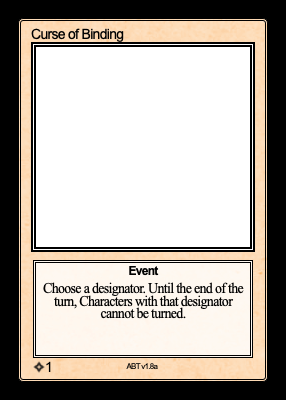 Curse of Binding
Event
Choose a designator. Until the end of the
turn, Characters with that designator
cannot be turned.
1
ABT v1.8a